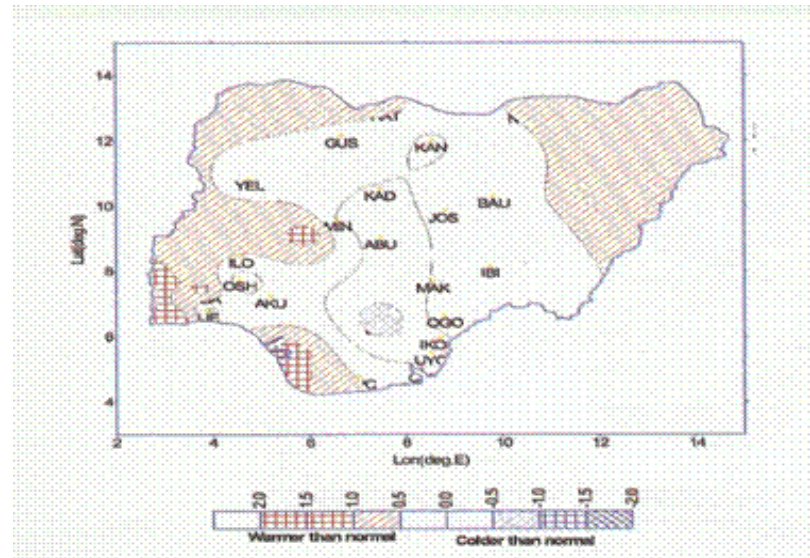 14
12
10
8
6
4
Lat(deg.N)
GUS
KAN
YEL
KAD
BAU
JOS
MIN
ABU
ILO
IBI
OSH
MAK
AKU
OGO
IKO
UYO
2
4
6
8
10
12
14
Lon(deg.E)
2.0 1.5 1.0 0.5 0.0 -0.5 -1.0 -1.5 -2.0
Warmer than normal Colder than normal